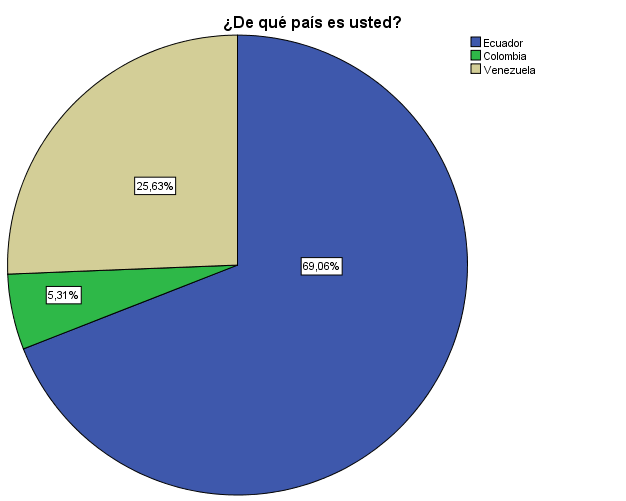 ¿De qué país es usted?
Ecuador
Colombia
Venezuela
25,63%
69,06%
5,31%